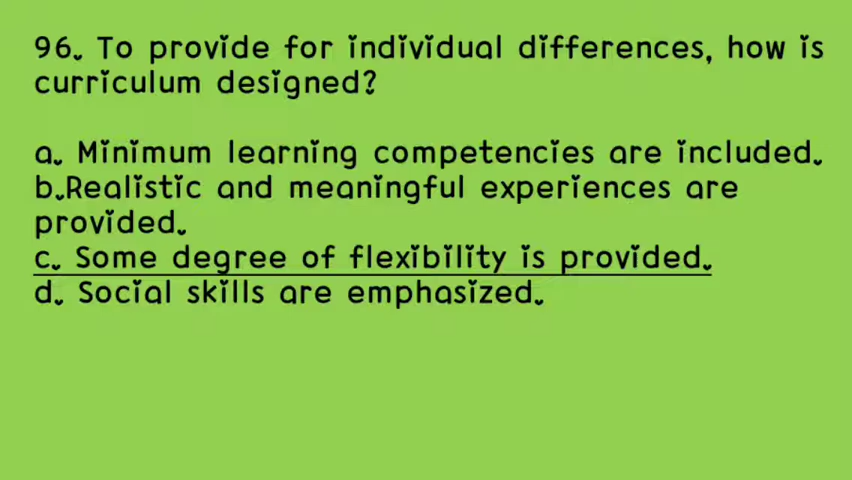 96. To provide for individual differences, how is
curriculum designed?
a. Minimum learning competencies are included.
b.Realistic and meaningful experiences are
provided.
c. Some degree of flexibility is provided.
d. Social skills are emphasized.